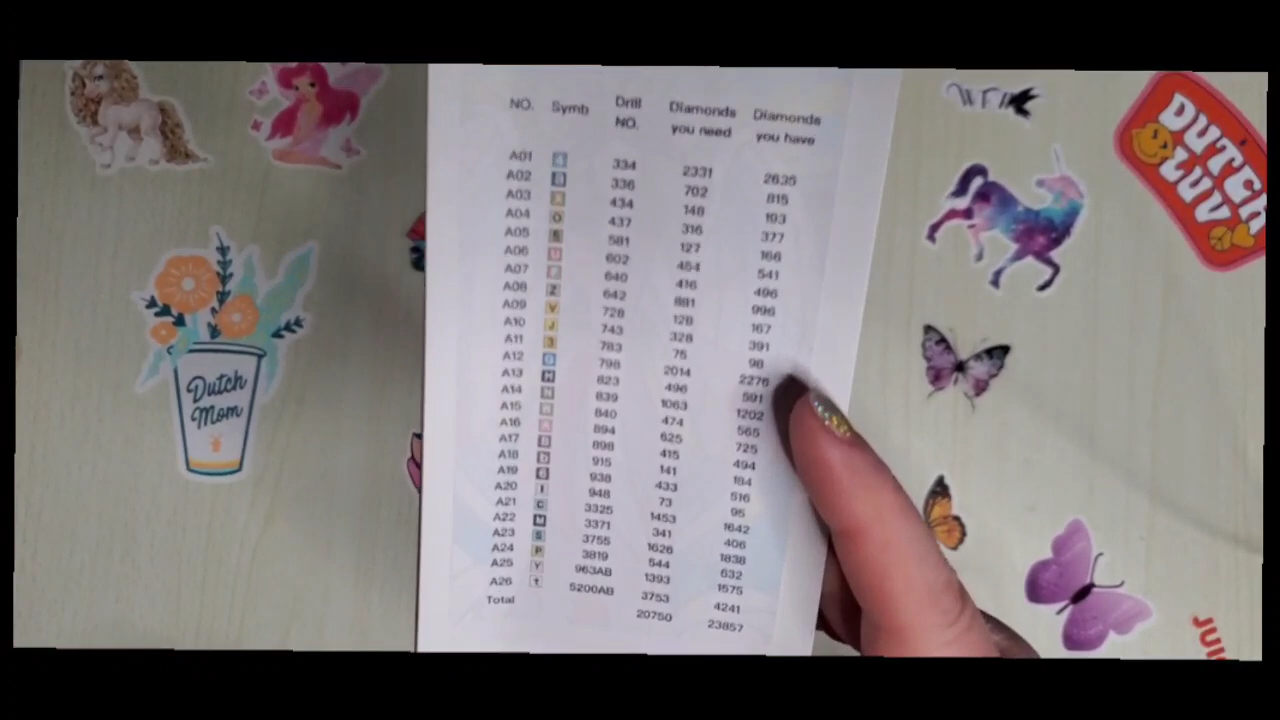 NO. Symb Drill NO. Diamonds you need Diamonds you have
A01 4 334 2331 2635
A02 336 702 815
A03 X 434 148 193
A04 O 437 316 377
A05 581 127 166
A06 U 602 454 541
A07 640 416 496
A08 Z 642 881 996
A09 V 728 128 167
A10 J 743 328 391
A11 3 783 75 98
A12 798 2014 2276
A13 H 823 496 591
A14 N 839 1063 1202
A15 R 840 474 565
A16 A 894 625 725
A17 898 415 494
A18 b 915 141 184
A19 6 938 433 516
A20 I 948 73 95
A21 C 3325 1453 1642
A22 M 3371 341 406
A23 3755 1626 1838
A24 P 3819 544 632
A25 Y 963AB 1393 1575
A26 t 5200AB 3753 4241
Total 20750 23857
Dutch
Mom
DUTCH
LUV